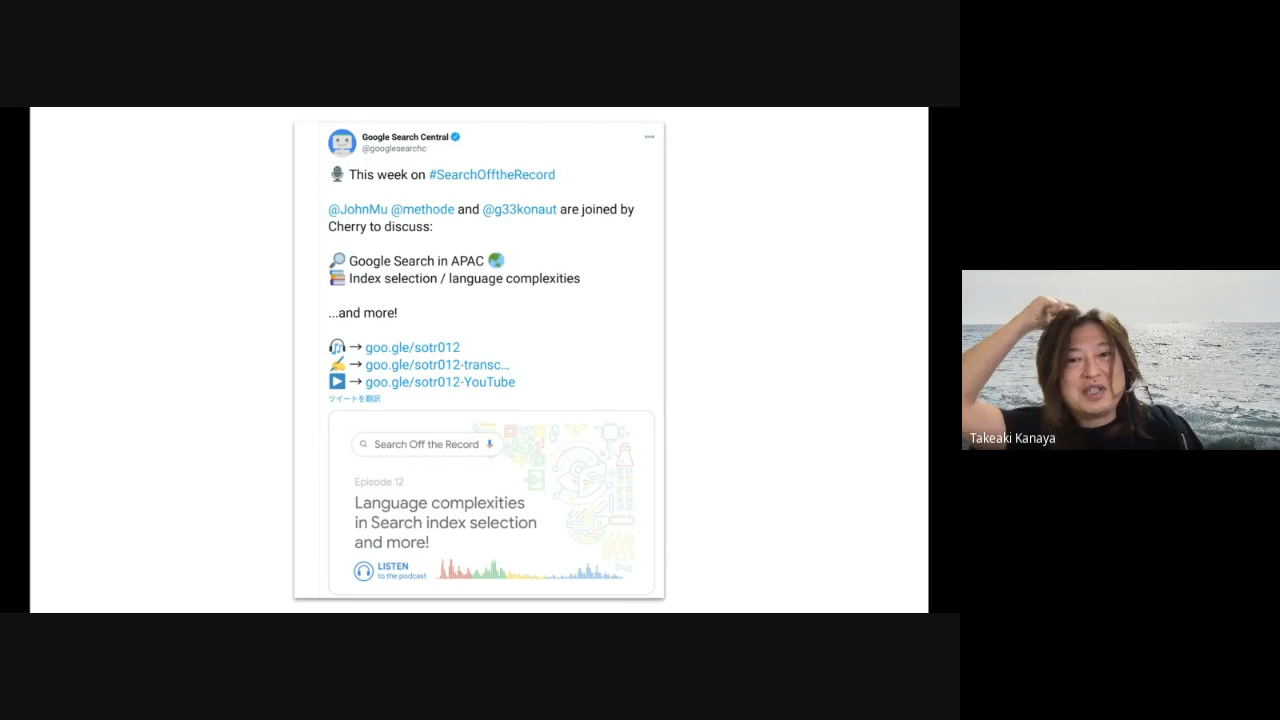 Google Search Central
@googlesearchc
This week on #SearchOfftheRecord
@JohnMu @methode and @g33konaut are joined by
Cherry to discuss:
Google Search in APAC
Index selection / language complexities
...and more!
→ goo.gle/sotr012
→ goo.gle/sotr012-transc...
→ goo.gle/sotr012-YouTube
ツイートを翻訳
Search Off the Record
Episode 12
Language complexities
in Search index selection
and more!
LISTEN
to the podcast
Takeaki Kanaya